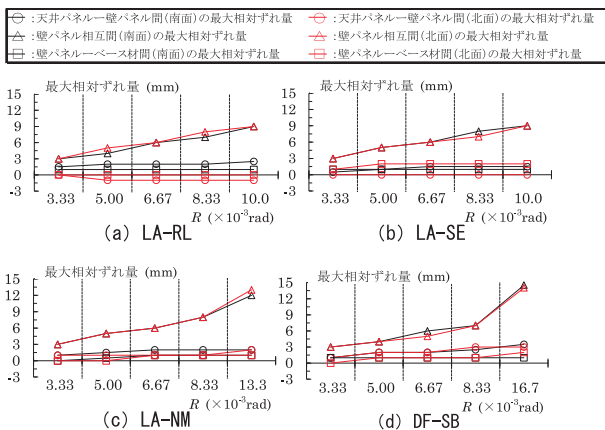 :天井パネルー壁パネル間(南面)の最大相対ずれ量 :天井パネルー壁パネル間(北面)の最大相対ずれ量
:壁パネル相互間(南面)の最大相対ずれ量 :壁パネル相互間(北面)の最大相対ずれ量
:壁パネルーベース材間(南面)の最大相対ずれ量 :壁パネルーベース材間(北面)の最大相対ずれ量
最大相対ずれ量 (mm)
15
12
9
6
3
0
-3
3.33 5.00 6.67 8.33 10.0
R (×10⁻³rad)
(a) LA-RL
最大相対ずれ量 (mm)
15
12
9
6
3
0
-3
3.33 5.00 6.67 8.33 10.0
R (×10⁻³rad)
(b) LA-SE
最大相対ずれ量 (mm)
15
12
9
6
3
0
-3
3.33 5.00 6.67 8.33 13.3
R (×10⁻³rad)
(c) LA-NM
最大相対ずれ量 (mm)
15
12
9
6
3
0
-3
3.33 5.00 6.67 8.33 16.7
R (×10⁻³rad)
(d) DF-SB